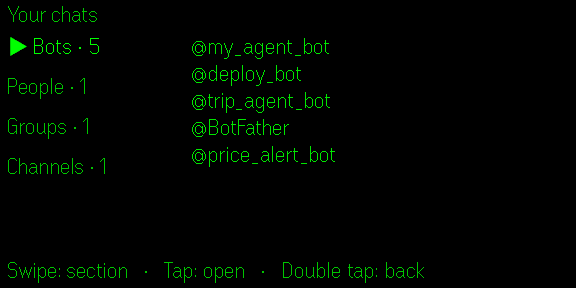 Your chats
▶ Bots · 5
@my_agent_bot
@deploy_bot
People · 1
@trip_agent_bot
Groups · 1
@BotFather
@price_alert_bot
Channels · 1
Swipe: section · Tap: open · Double tap: back